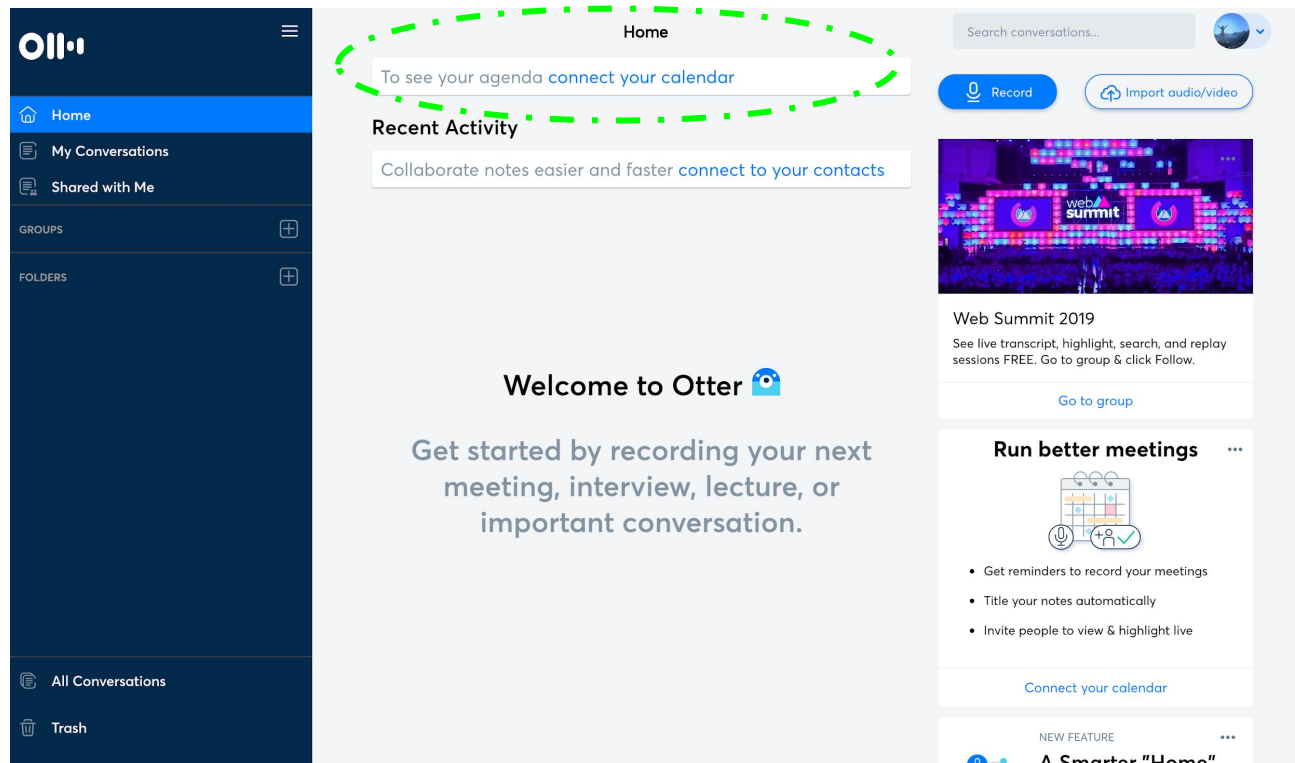 Home
My Conversations
Shared with Me
GROUPS
FOLDERS
All Conversations
Trash
Home
To see your agenda connect your calendar
Recent Activity
Collaborate notes easier and faster connect to your contacts
Welcome to Otter
Get started by recording your next
meeting, interview, lecture, or
important conversation.
Search conversations...
Record
Import audio/video
web summit
Web Summit 2019
See live transcript, highlight, search, and replay
sessions FREE. Go to group & click Follow.
Go to group
Run better meetings
Get reminders to record your meetings
Title your notes automatically
Invite people to view & highlight live
Connect your calendar
NEW FEATURE
A Smarter "Home"